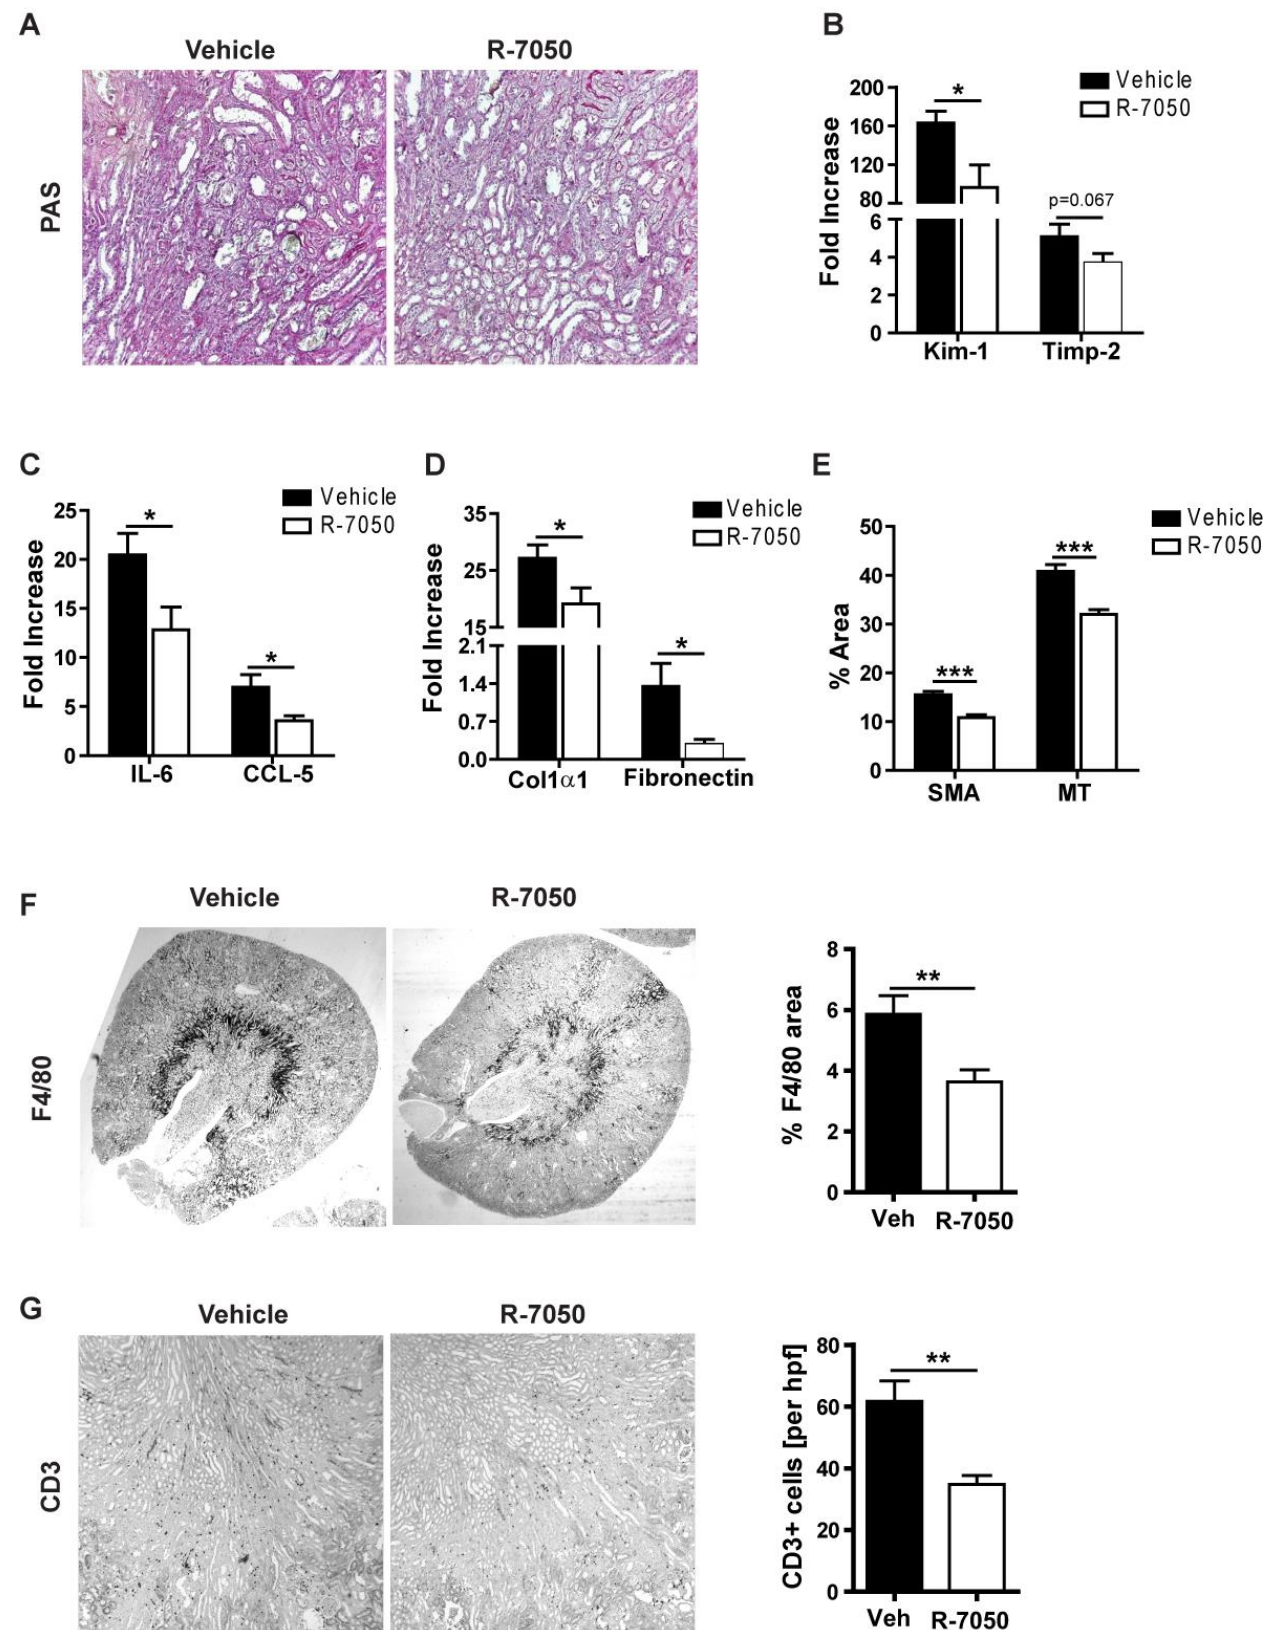 A
Vehicle
R-7050
PAS
B
Vehicle
R-7050
Fold Increase
200
160
120
80
6
4
2
0
*
p=0.067
Kim-1
Timp-2
C
Vehicle
R-7050
Fold Increase
25
20
15
10
5
0
*
*
IL-6
CCL-5
D
Vehicle
R-7050
Fold Increase
35
25
15
2.1
1.4
0.7
0.0
*
*
Col1α1
Fibronectin
E
Vehicle
R-7050
% Area
50
40
30
20
10
0
***
***
SMA
MT
F
Vehicle
R-7050
F4/80
% F4/80 area
8
6
4
2
0
**
Veh
R-7050
G
Vehicle
R-7050
CD3
CD3+ cells [per hpf]
80
60
40
20
0
**
Veh
R-7050